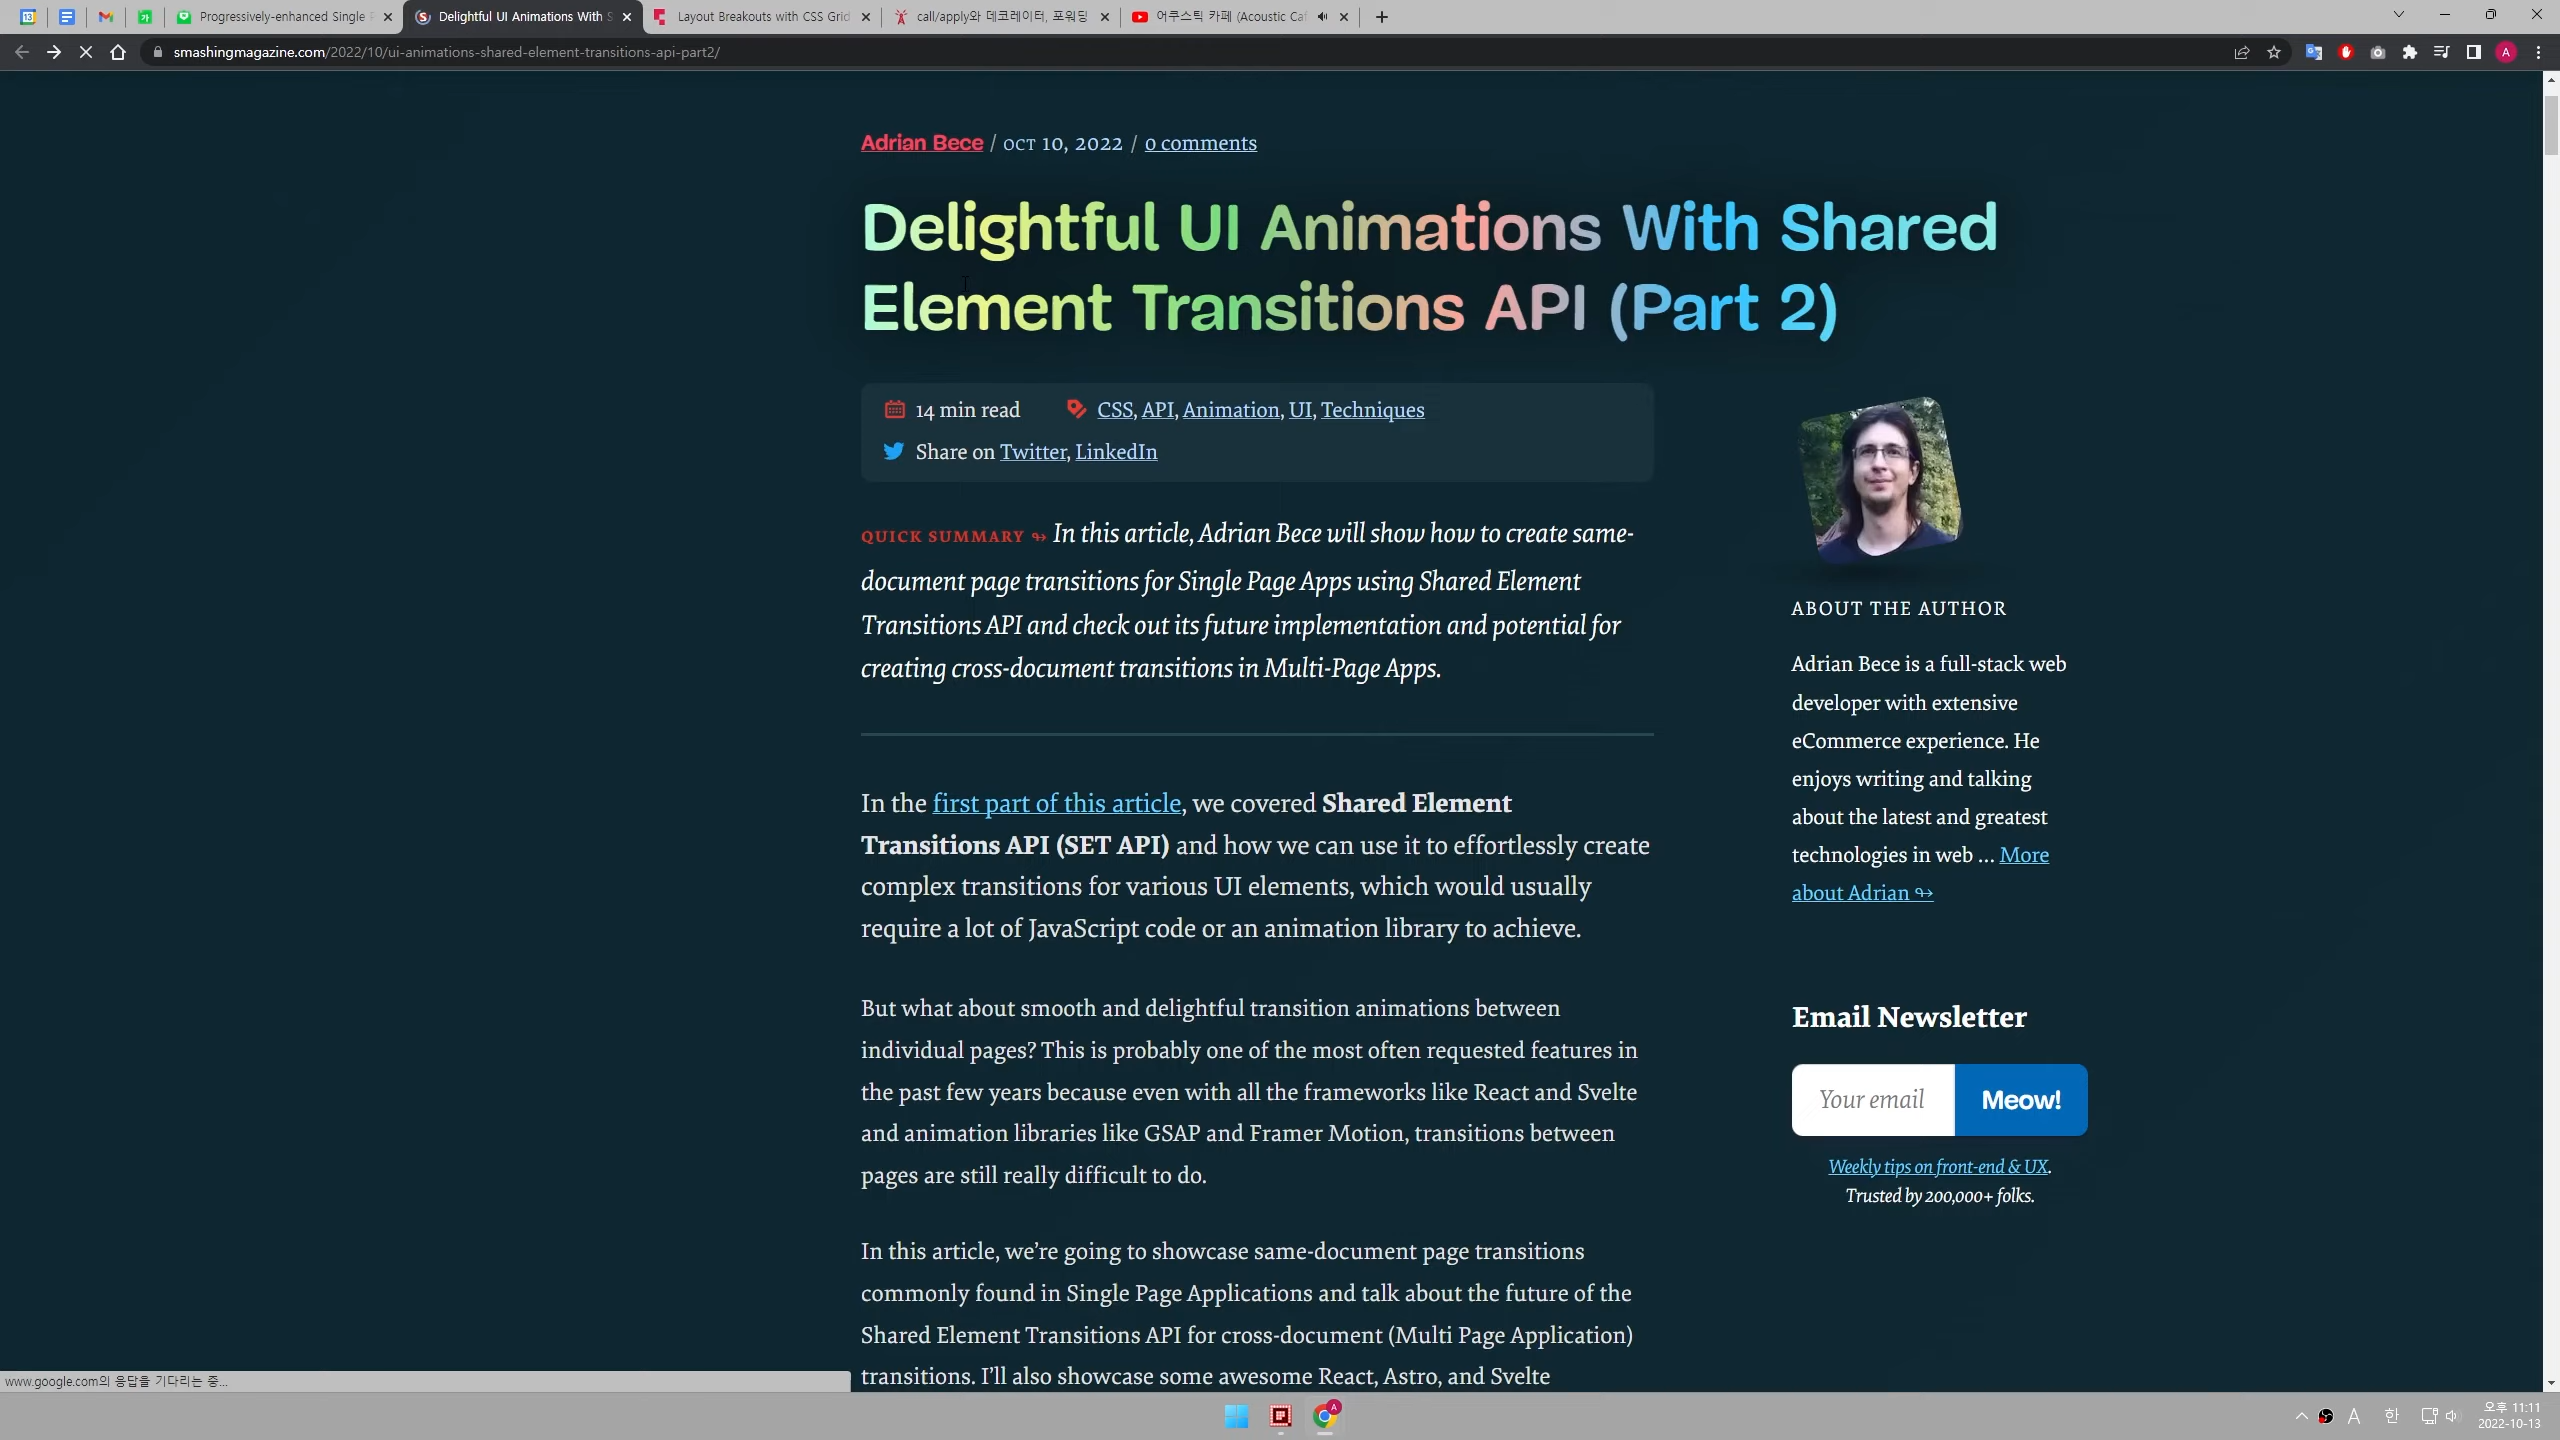 Progressively-enhanced Single
Delightful UI Animations With S
Layout Breakouts with CSS Grid
call/apply와 데코레이터, 포워딩
어쿠스틱 카페 (Acoustic Caf
smashingmagazine.com/2022/10/ui-animations-shared-element-transitions-api-part2/
A
Adrian Bece / OCT 10, 2022 / 0 comments
Delightful UI Animations With Shared
Element Transitions API (Part 2)
14 min read
CSS, API, Animation, UI, Techniques
Share on Twitter, LinkedIn
QUICK SUMMARY ↬ In this article, Adrian Bece will show how to create same-
document page transitions for Single Page Apps using Shared Element
Transitions API and check out its future implementation and potential for
creating cross-document transitions in Multi-Page Apps.
In the first part of this article, we covered Shared Element
Transitions API (SET API) and how we can use it to effortlessly create
complex transitions for various UI elements, which would usually
require a lot of JavaScript code or an animation library to achieve.
But what about smooth and delightful transition animations between
individual pages? This is probably one of the most often requested features in
the past few years because even with all the frameworks like React and Svelte
and animation libraries like GSAP and Framer Motion, transitions between
pages are still really difficult to do.
In this article, we’re going to showcase same-document page transitions
commonly found in Single Page Applications and talk about the future of the
Shared Element Transitions API for cross-document (Multi Page Application)
transitions. I’ll also showcase some awesome React, Astro, and Svelte
ABOUT THE AUTHOR
Adrian Bece is a full-stack web
developer with extensive
eCommerce experience. He
enjoys writing and talking
about the latest and greatest
technologies in web … More
about Adrian ↬
Email Newsletter
Your email
Meow!
Weekly tips on front-end & UX.
Trusted by 200,000+ folks.
www.google.com의 응답을 기다리는 중...
A
A
한
오후 11:11
2022-10-13